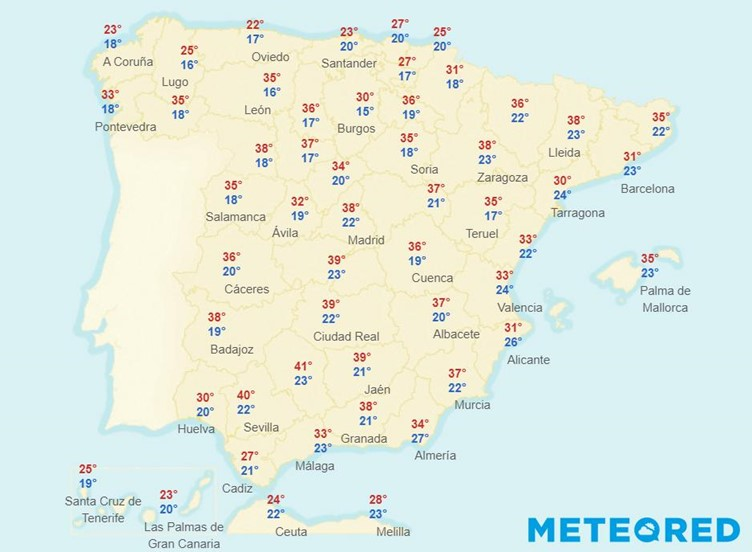 23°
18°
A Coruña
25°
16°
Lugo
22°
17°
Oviedo
23°
20°
Santander
27°
20°
25°
20°
27°
17°
31°
18°
33°
18°
Pontevedra
35°
18°
35°
16°
León
36°
17°
30°
15°
Burgos
36°
19°
36°
22°
38°
23°
Lleida
35°
22°
38°
18°
37°
17°
34°
20°
35°
18°
Soria
38°
23°
Zaragoza
31°
23°
Barcelona
30°
24°
Tarragona
35°
18°
Salamanca
32°
19°
Ávila
38°
22°
Madrid
37°
21°
35°
17°
Teruel
33°
22°
36°
20°
Cáceres
39°
23°
36°
19°
Cuenca
33°
24°
Valencia
35°
23°
Palma de
Mallorca
38°
19°
Badajoz
39°
22°
Ciudad Real
37°
20°
Albacete
31°
26°
Alicante
41°
23°
39°
21°
Jaén
37°
22°
Murcia
30°
20°
Huelva
40°
22°
Sevilla
38°
21°
Granada
34°
27°
Almería
33°
23°
Málaga
27°
21°
Cadiz
25°
19°
Santa Cruz de
Tenerife
23°
20°
Las Palmas de
Gran Canaria
24°
22°
Ceuta
28°
23°
Melilla
METEORED